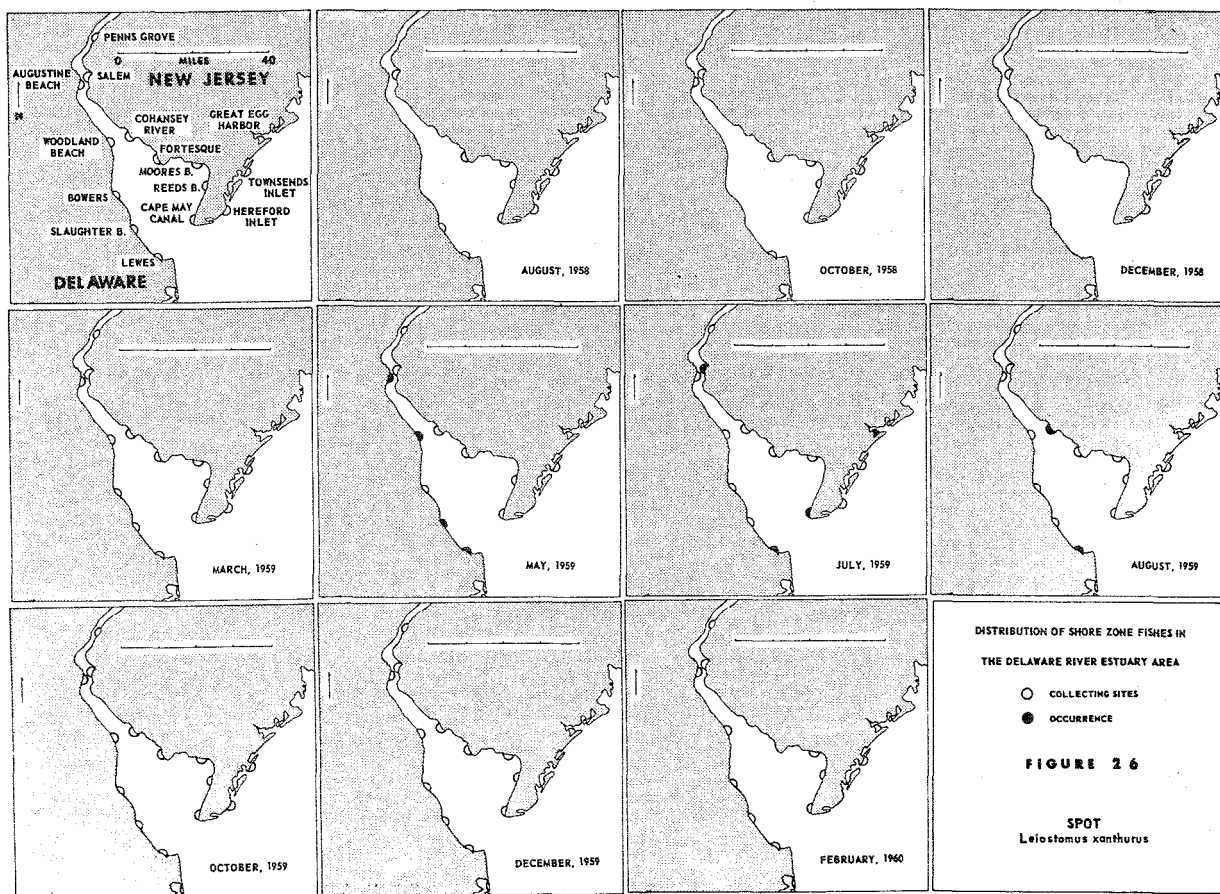 PENNS GROVE
0 MILES 40
AUGUSTINE BEACH
SALEM
NEW JERSEY
N
COHANSEY RIVER
GREAT EGG HARBOR
WOODLAND BEACH
FORTESQUE
MOORES B.
REEDS B.
TOWNSENDS INLET
BOWERS
CAPE MAY CANAL
HEREFORD INLET
SLAUGHTER B.
LEWES
DELAWARE
AUGUST, 1958
OCTOBER, 1958
DECEMBER, 1958
MARCH, 1959
MAY, 1959
JULY, 1959
AUGUST, 1959
OCTOBER, 1959
DECEMBER, 1959
FEBRUARY, 1960
DISTRIBUTION OF SHORE ZONE FISHES IN
THE DELAWARE RIVER ESTUARY AREA
COLLECTING SITES
OCCURRENCE
FIGURE 26
SPOT
Leiostomus xanthurus